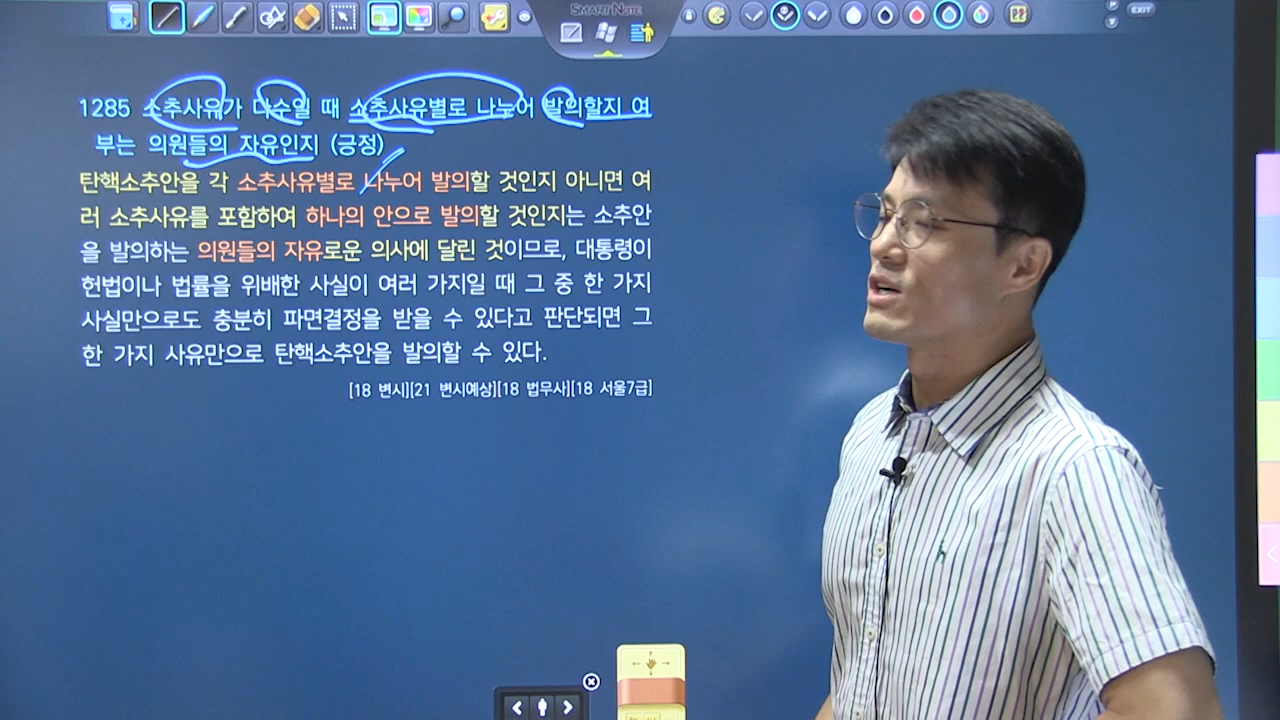 SMARTNOTE
EXIT
1285 소추사유가 다수일 때 소추사유별로 나누어 발의할지 여
부는 의원들의 자유인지 (긍정)
탄핵소추안을 각 소추사유별로 나누어 발의할 것인지 아니면 여
러 소추사유를 포함하여 하나의 안으로 발의할 것인지는 소추안
을 발의하는 의원들의 자유로운 의사에 달린 것이므로, 대통령이
헌법이나 법률을 위배한 사실이 여러 가지일 때 그 중 한 가지
사실만으로도 충분히 파면결정을 받을 수 있다고 판단되면 그
한 가지 사유만으로 탄핵소추안을 발의할 수 있다.
[18 변시][21 변시예상][18 법무사][18 서울7급]